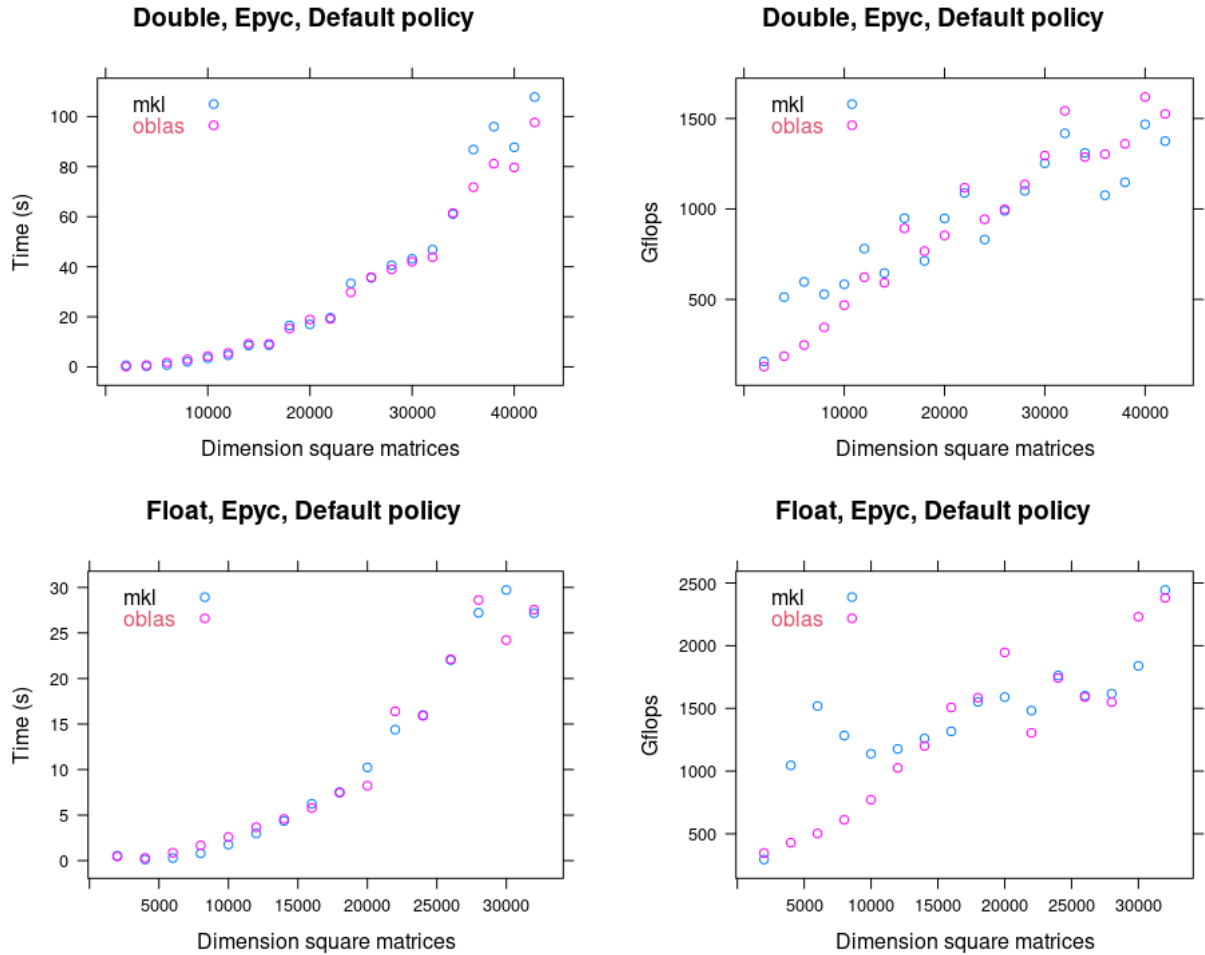 Double, Epyc, Default policy
Time (s)
100
80
60
40
20
0
mkl
oblas
10000 20000 30000 40000
Dimension square matrices
Double, Epyc, Default policy
Gflops
1500
1000
500
mkl
oblas
10000 20000 30000 40000
Dimension square matrices
Float, Epyc, Default policy
Time (s)
30
25
20
15
10
5
0
mkl
oblas
5000 10000 15000 20000 25000 30000
Dimension square matrices
Float, Epyc, Default policy
Gflops
2500
2000
1500
1000
500
mkl
oblas
5000 10000 15000 20000 25000 30000
Dimension square matrices